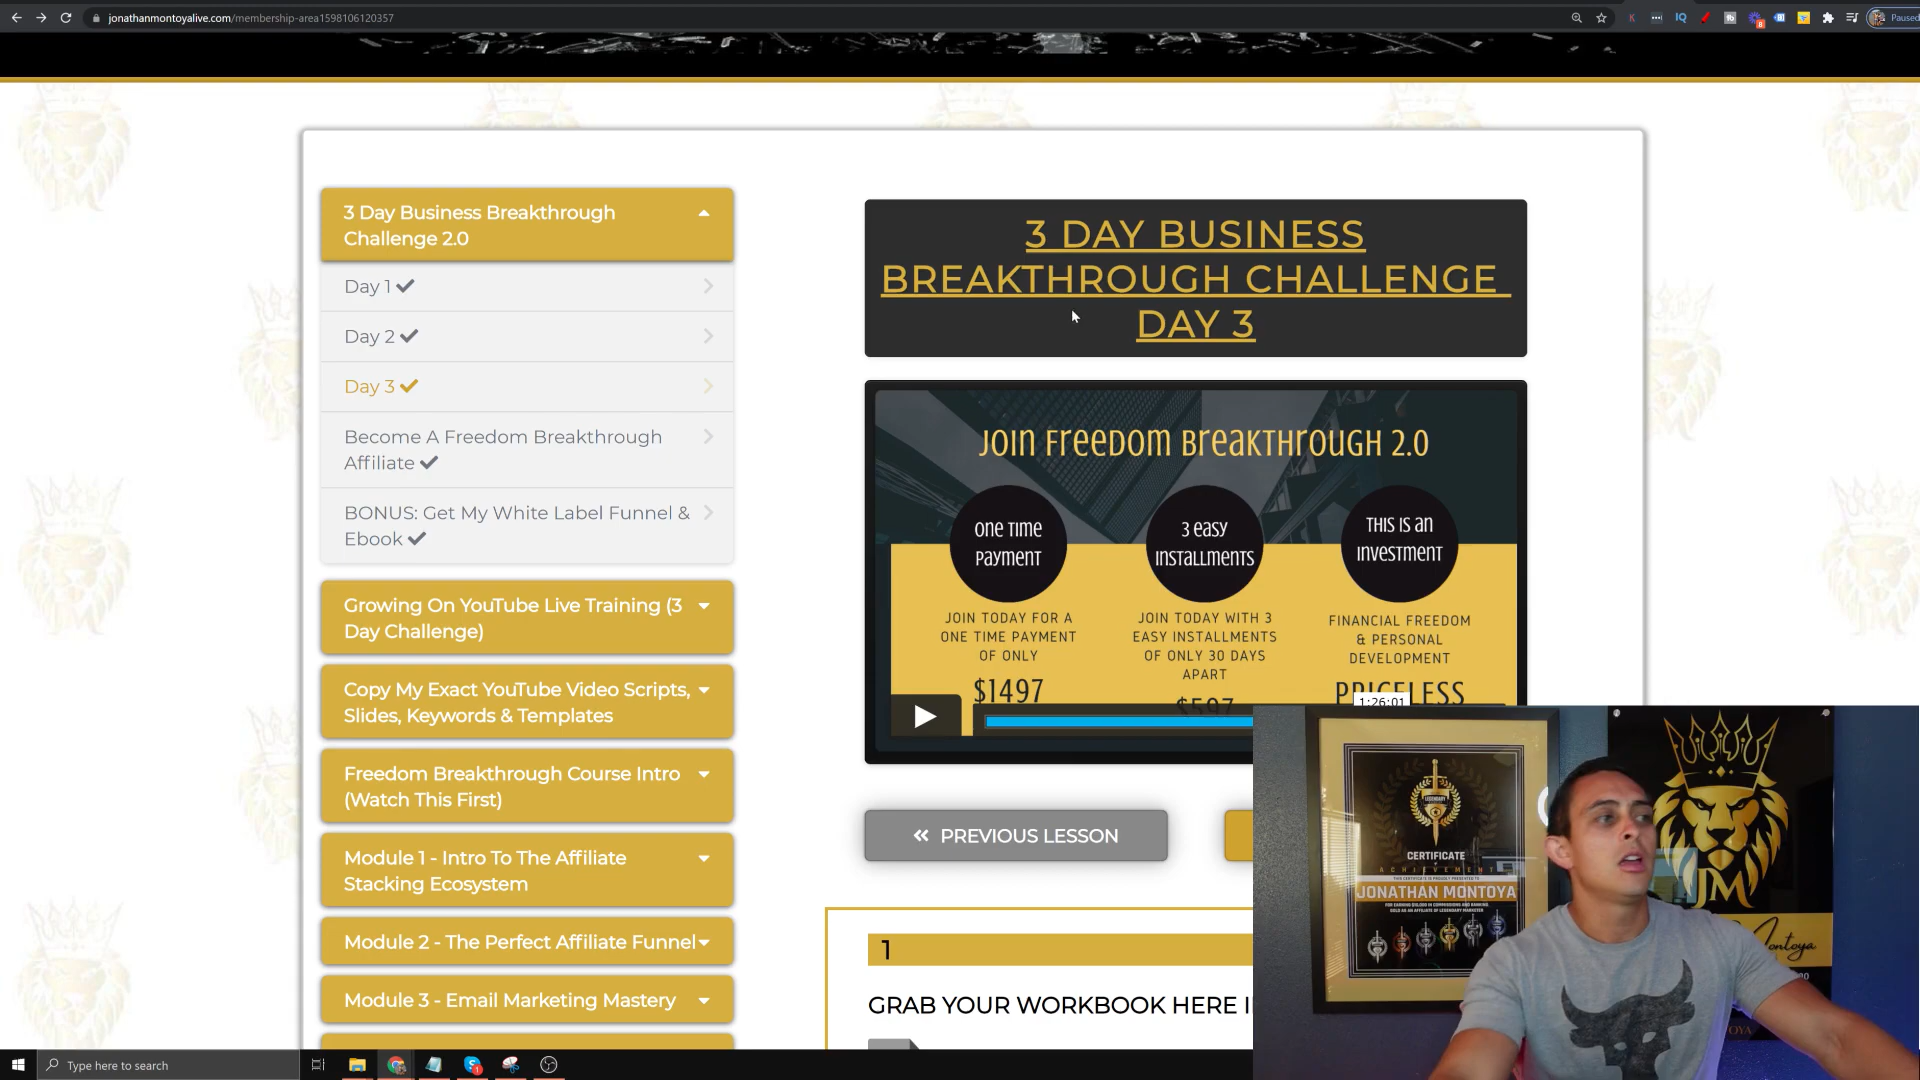 jonathanmontoyalive.com/membership-area1598106120357
Paused
3 Day Business Breakthrough
Challenge 2.0
Day 1
Day 2
Day 3
Become A Freedom Breakthrough
Affiliate
BONUS: Get My White Label Funnel &
Ebook
Growing On YouTube Live Training (3
Day Challenge)
Copy My Exact YouTube Video Scripts,
Slides, Keywords & Templates
Freedom Breakthrough Course Intro
(Watch This First)
Module 1 - Intro To The Affiliate
Stacking Ecosystem
Module 2 - The Perfect Affiliate Funnel
Module 3 - Email Marketing Mastery
3 DAY BUSINESS
BREAKTHROUGH CHALLENGE
DAY 3
JOIN FREEDOM BREAKTHROUGH 2.0
ONE TIME
PAYMENT
JOIN TODAY FOR A
ONE TIME PAYMENT
OF ONLY
$1497
3 EASY
INSTALLMENTS
JOIN TODAY WITH 3
EASY INSTALLMENTS
OF ONLY 30 DAYS
APART
$597
THIS IS AN
INVESTMENT
FINANCIAL FREEDOM
& PERSONAL
DEVELOPMENT
PRICELESS
1:26:01
PREVIOUS LESSON
1
GRAB YOUR WORKBOOK HERE I
CERTIFICATE
ACHIEVEMENT
JONATHAN MONTOYA
JM
Montoya
Type here to search